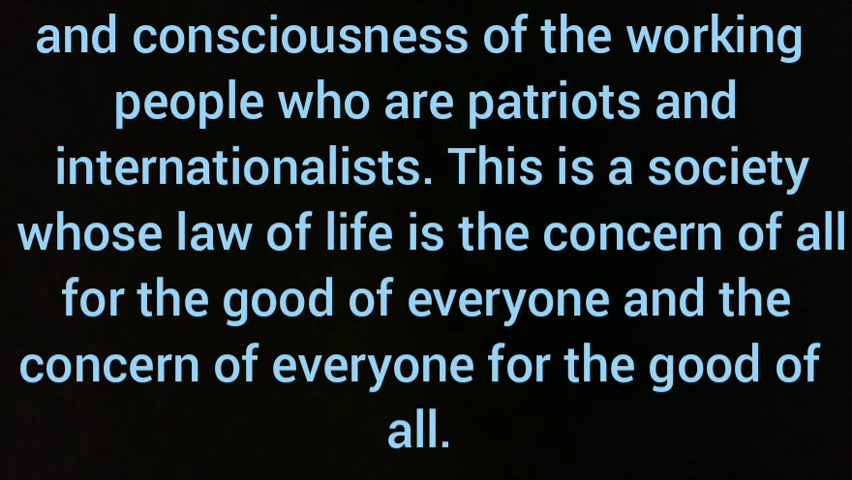 and consciousness of the working
people who are patriots and
internationalists. This is a society
whose law of life is the concern of all
for the good of everyone and the
concern of everyone for the good of
all.